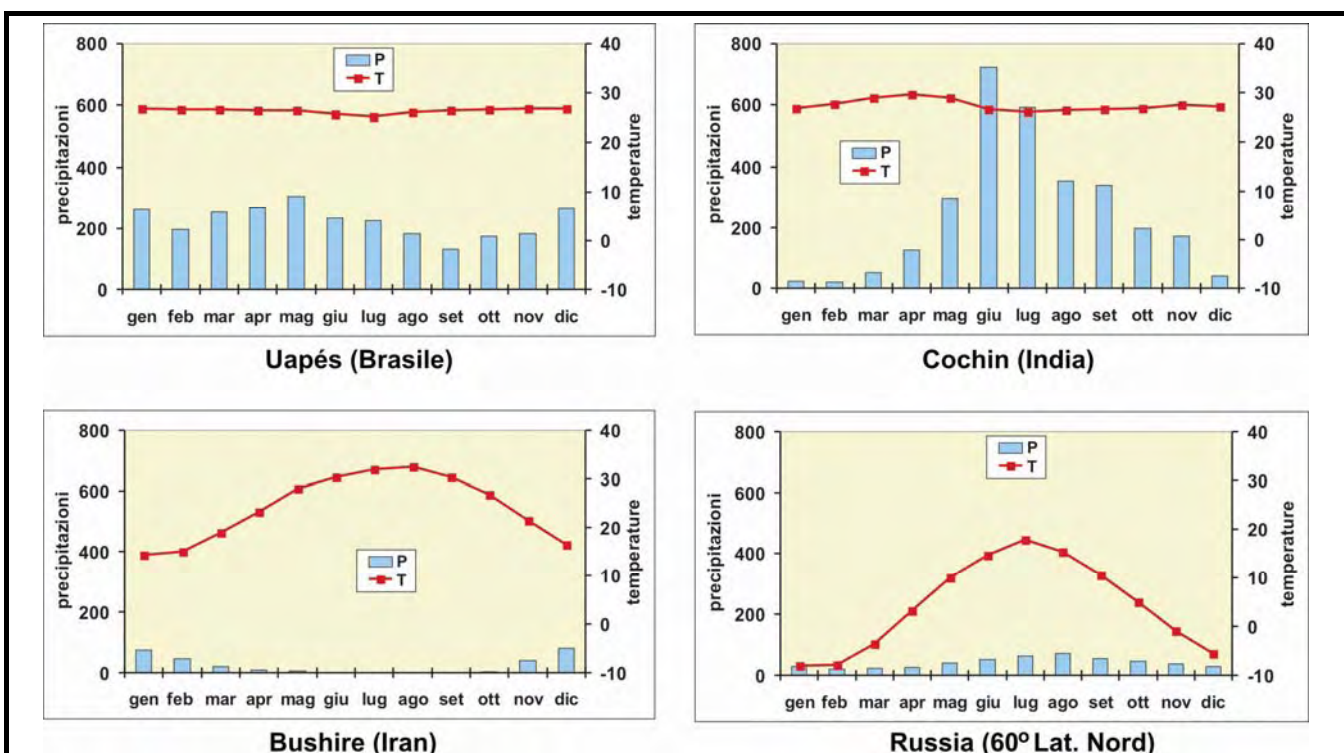 800
600
400
200
0
precipitazioni
40
30
20
10
0
-10
temperature
P
T
gen feb mar apr mag giu lug ago set ott nov dic
Uapés (Brasile)
800
600
400
200
0
precipitazioni
40
30
20
10
0
-10
temperature
P
T
gen feb mar apr mag giu lug ago set ott nov dic
Cochin (India)
800
600
400
200
0
precipitazioni
40
30
20
10
0
-10
temperature
P
T
gen feb mar apr mag giu lug ago set ott nov dic
Bushire (Iran)
800
600
400
200
0
precipitazioni
40
30
20
10
0
-10
temperature
P
T
gen feb mar apr mag giu lug ago set ott nov dic
Russia (60º Lat. Nord)